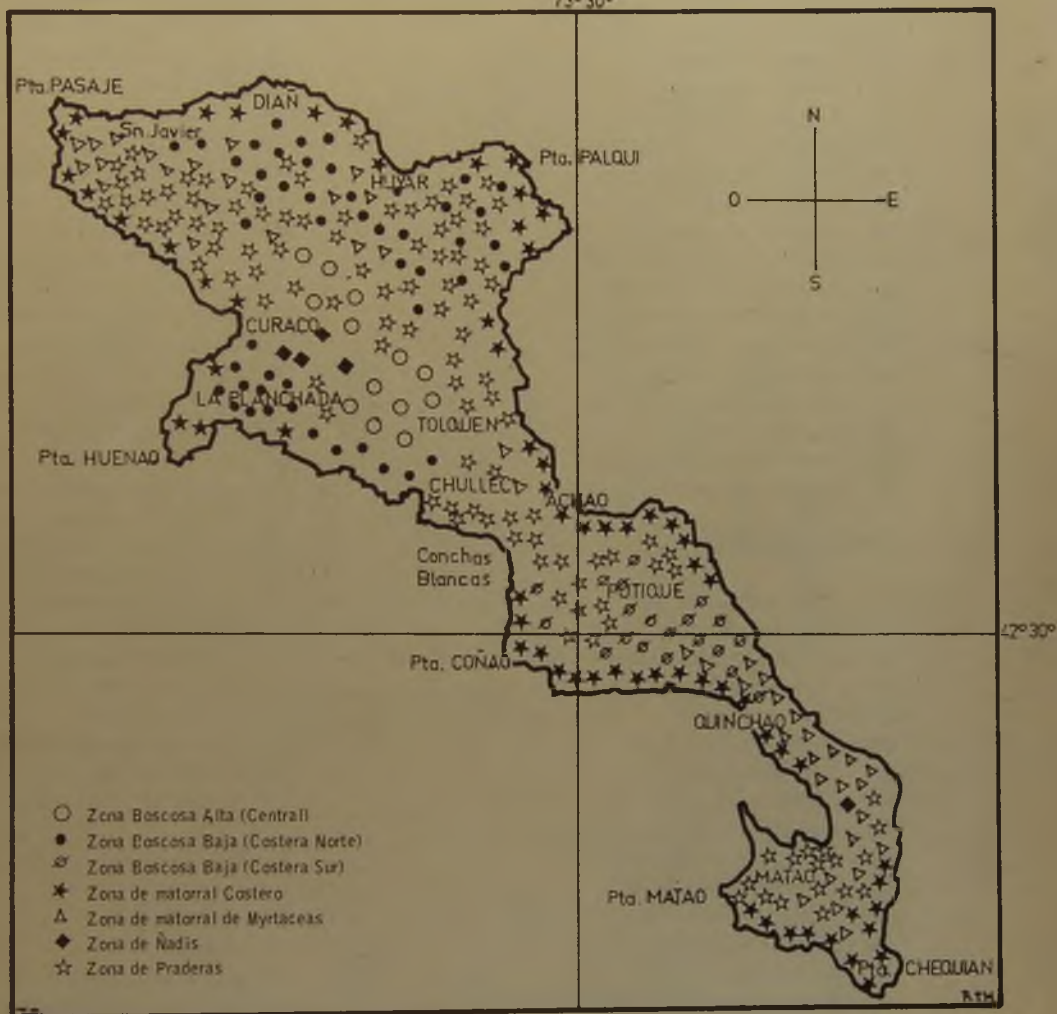 73°30'
Pta. PASAJE
DIAÑ
Sn. Javier
HUYAR
Pta. PALQUI
N
O
E
S
CURACO
LA PLANCHADA
TOLQUEN
Pta. HUENAO
CHULLEC
ACHAO
Conchas
Blancas
PUTIQUE
42°30'
Pta. COÑAO
QUINCHAO
Zona Boscosa Alta (Central)
Zona Boscosa Baja (Costera Norte)
Zona Boscosa Baja (Costera Sur)
Zona de matorral Costero
Zona de matorral de Myrtaceas
Zona de Ñadis
Zona de Praderas
MATAO
Pta. MATAO
Pta. CHEQUIAN